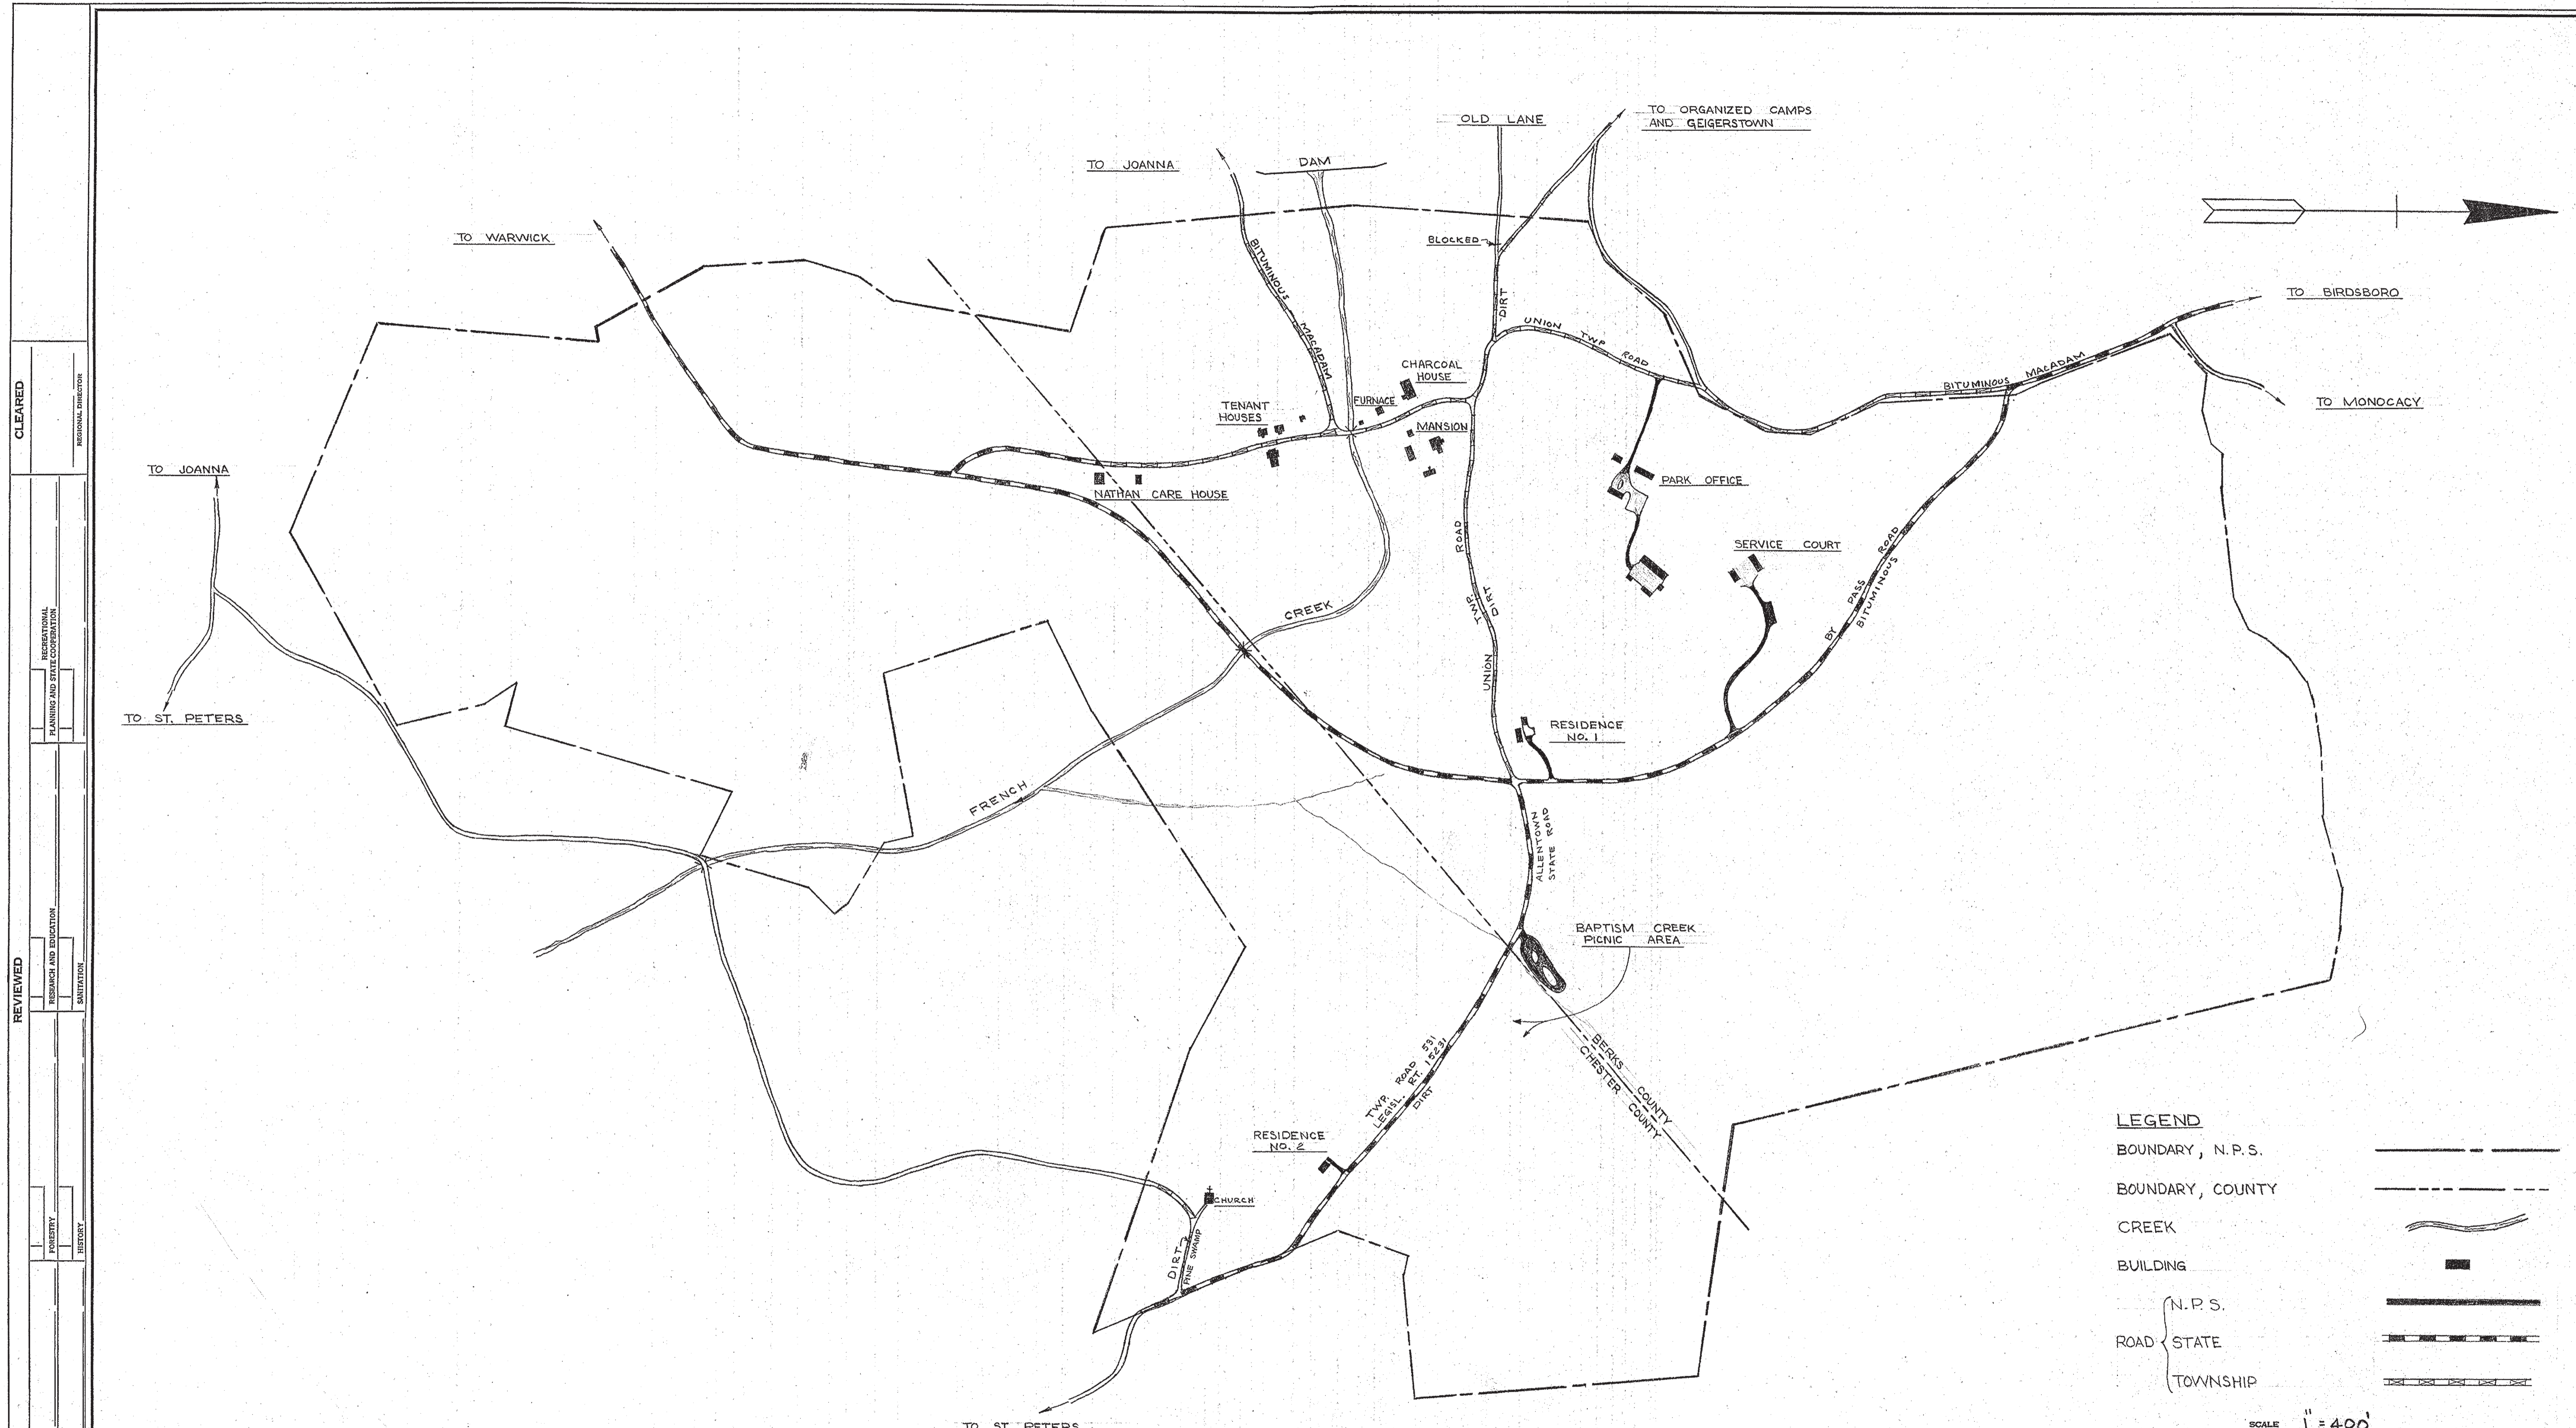 CLEARED
REGIONAL DIRECTOR
REVIEWED
RECREATIONAL
PLANNING AND STATE COOPERATION
RESEARCH AND EDUCATION
SANITATION
FORESTRY
HISTORY
OLD LANE
TO ORGANIZED CAMPS
AND GEIGERSTOWN
TO JOANNA
DAM
TO WARWICK
BLOCKED
BITUMINOUS MACADAM
DIRT
UNION TWP ROAD
TO BIRDSBORO
BITUMINOUS MACADAM
TO MONOCACY
CHARCOAL
HOUSE
FURNACE
TENANT
HOUSES
MANSION
TO JOANNA
NATHAN CARE HOUSE
PARK OFFICE
SERVICE COURT
UNION TWP. ROAD
DIRT
BY PASS ROAD
BITUMINOUS
CREEK
TO ST. PETERS
RESIDENCE
NO. 1
FRENCH
ALLENTOWN
STATE ROAD
BAPTISM CREEK
PICNIC AREA
BERKS COUNTY
CHESTER COUNTY
TWP. ROAD 531
LEGISL. RT. 15231
DIRT
RESIDENCE
NO. 2
CHURCH
DIRT
PINE SWAMP
TO ST. PETERS
LEGEND
BOUNDARY, N.P.S.
BOUNDARY, COUNTY
CREEK
BUILDING
ROAD
N.P.S.
STATE
TOWNSHIP
SCALE 1" = 400'